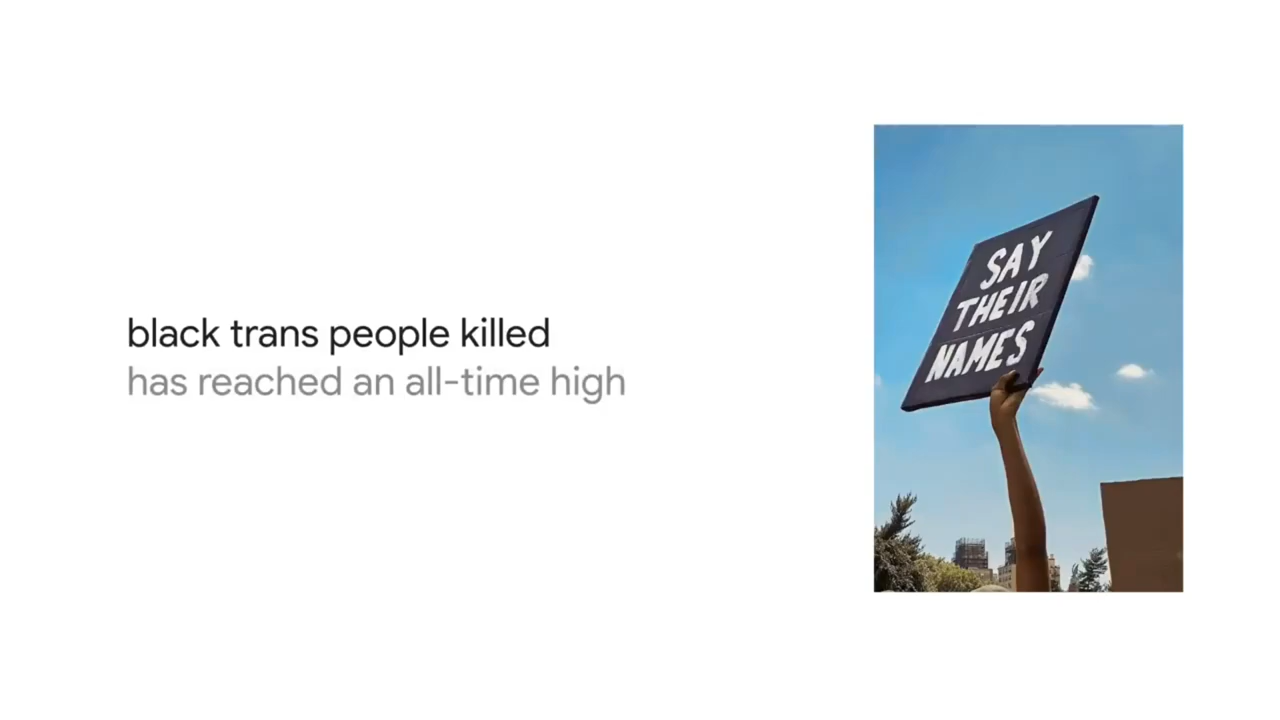 black trans people killed
has reached an all-time high
SAY
THEIR
NAMES